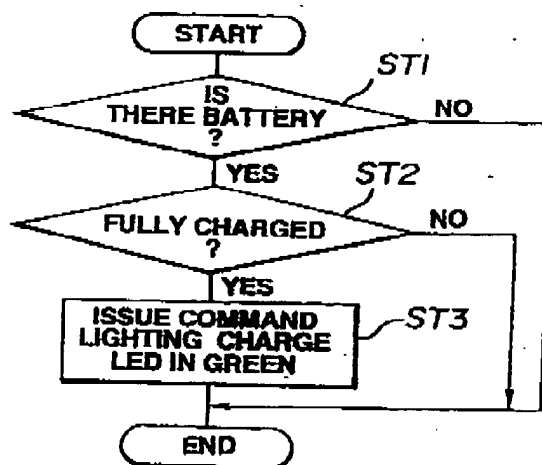 START
ST1
IS
THERE BATTERY
?
NO
YES
ST2
FULLY CHARGED
?
NO
YES
ISSUE COMMAND
LIGHTING CHARGE
LED IN GREEN
ST3
END